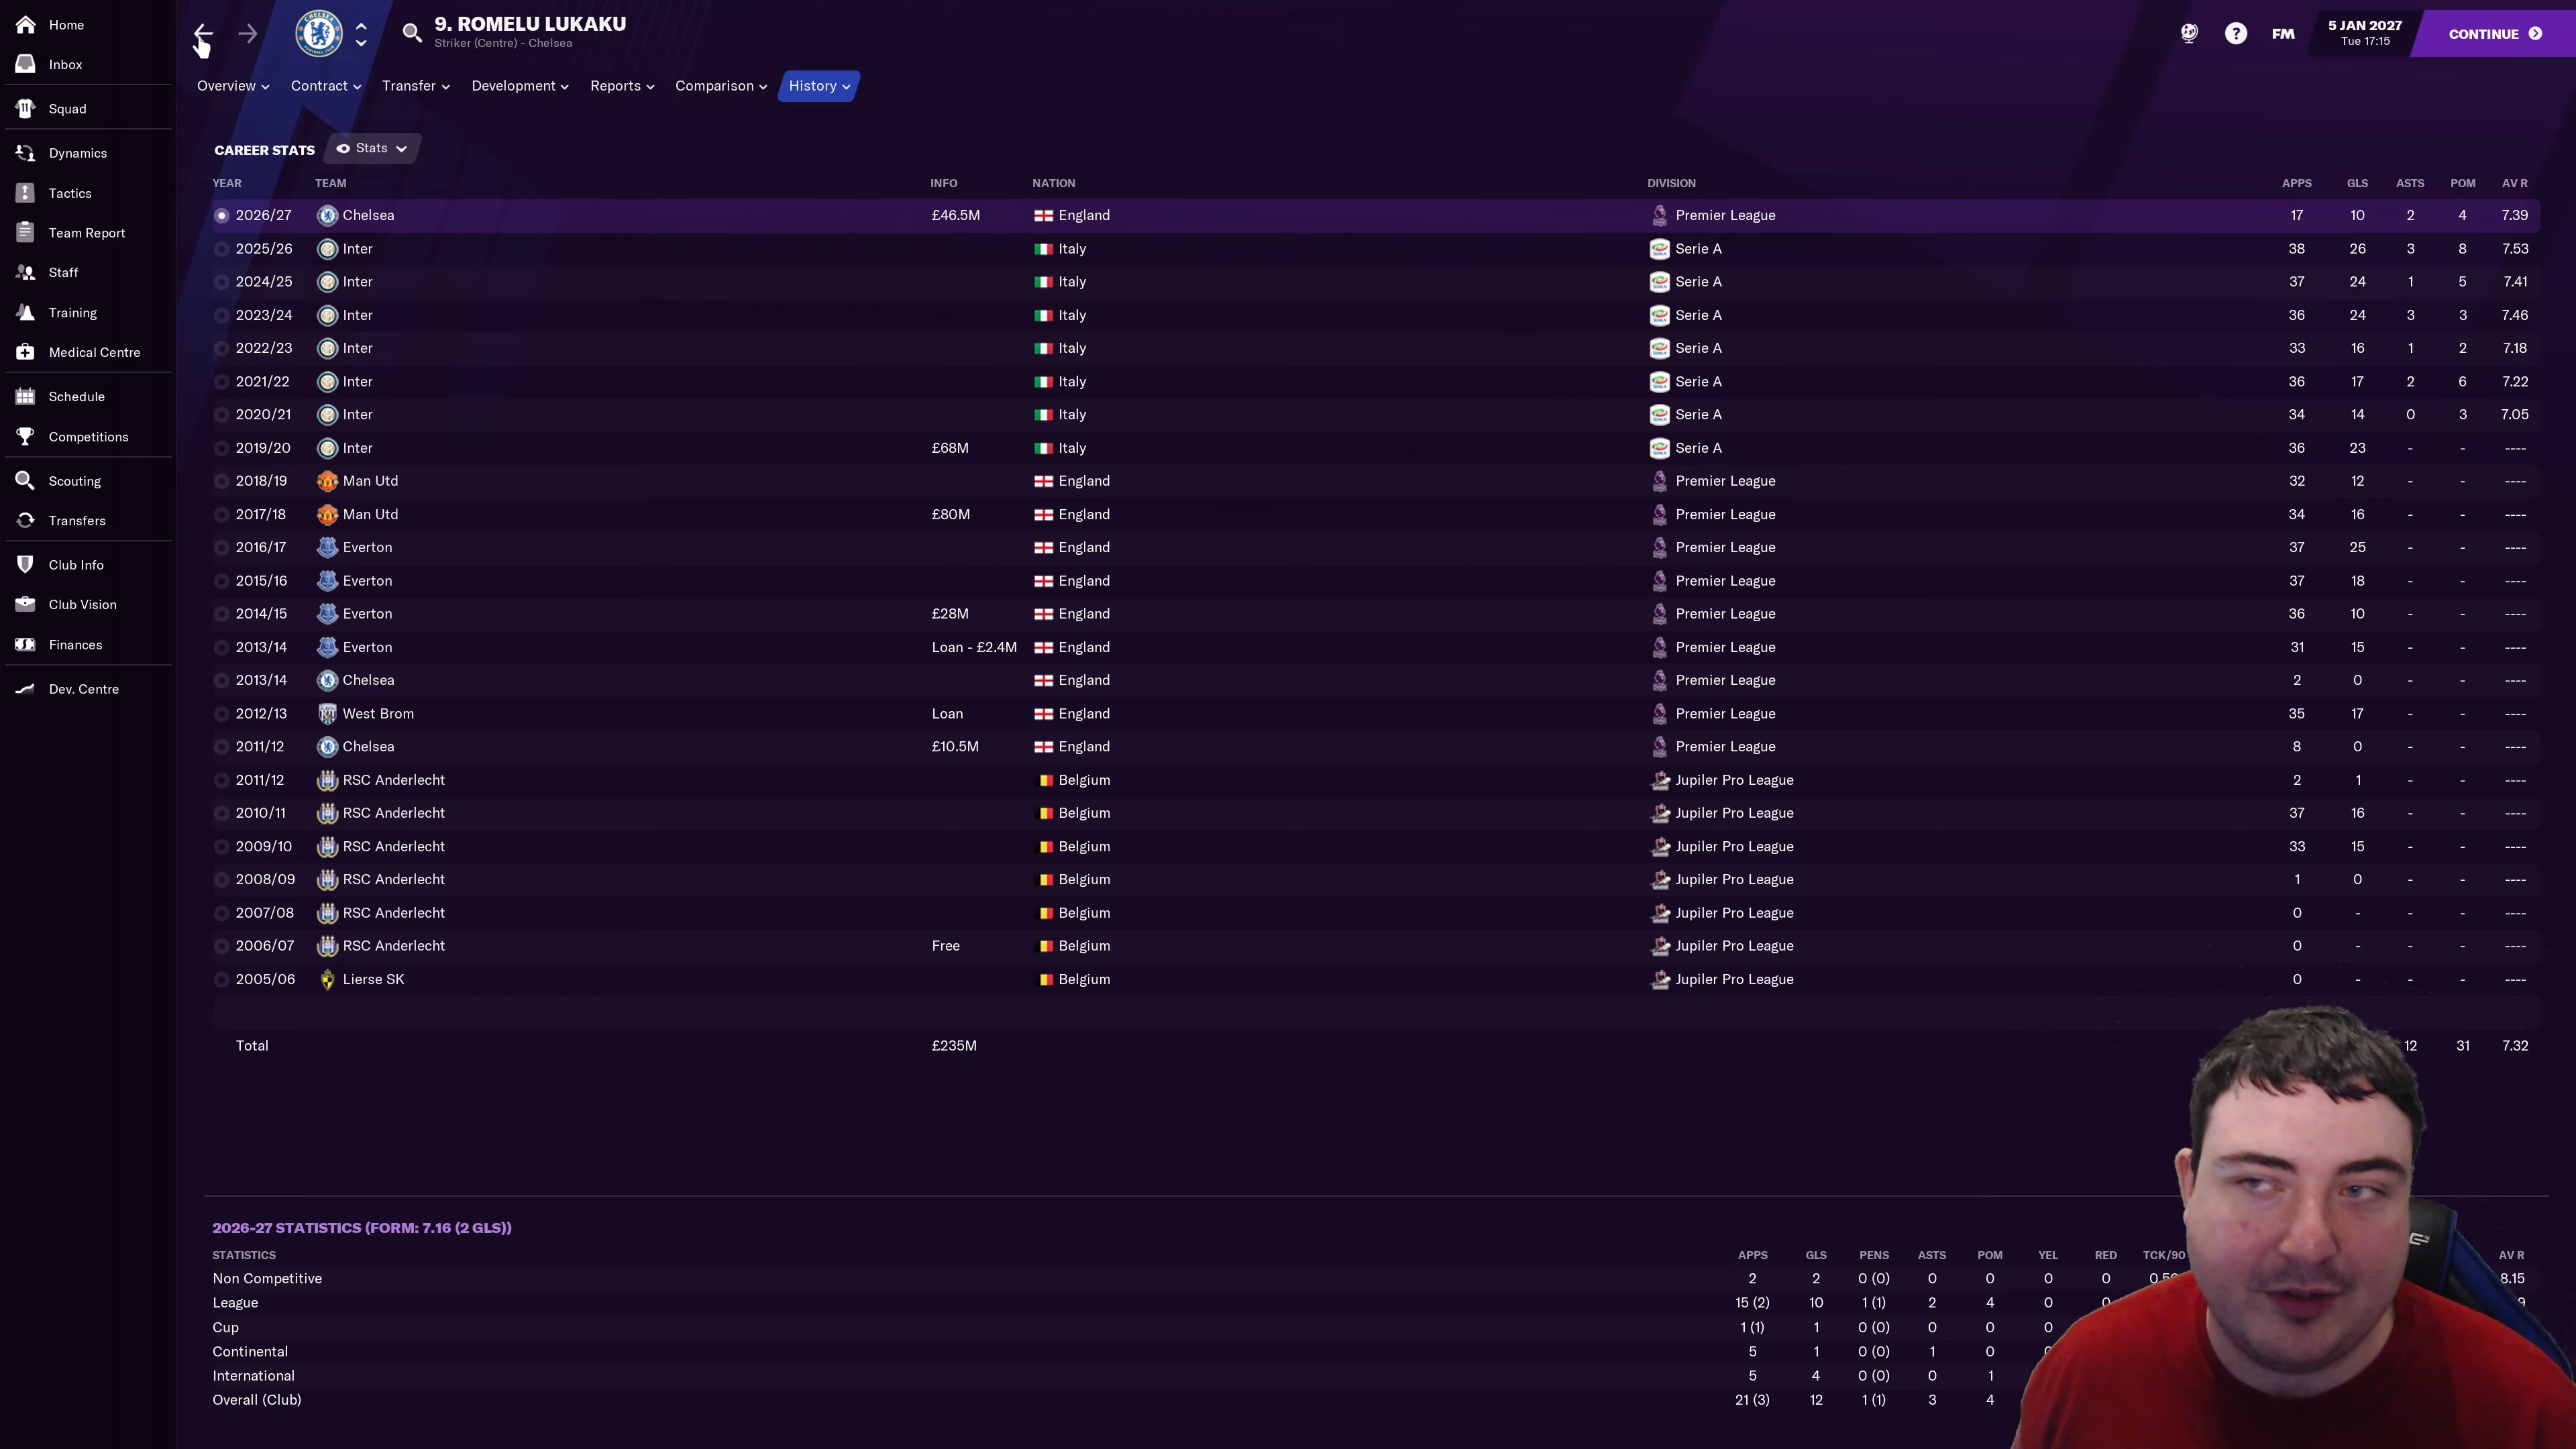 9. ROMELU LUKAKU
Striker (Centre) - Chelsea
FM
5 JAN 2027
Tue 17:15
CONTINUE
Home
Inbox
Squad
Dynamics
Tactics
Team Report
Staff
Training
Medical Centre
Schedule
Competitions
Scouting
Transfers
Club Info
Club Vision
Finances
Dev. Centre
Overview Contract Transfer Development Reports Comparison History
CAREER STATS Stats
YEAR TEAM INFO NATION DIVISION APPS GLS ASTS POM AV R
2026/27 Chelsea £46.5M England Premier League 17 10 2 4 7.39
2025/26 Inter Italy Serie A 38 26 3 8 7.53
2024/25 Inter Italy Serie A 37 24 1 5 7.41
2023/24 Inter Italy Serie A 36 24 3 3 7.46
2022/23 Inter Italy Serie A 33 16 1 2 7.18
2021/22 Inter Italy Serie A 36 17 2 6 7.22
2020/21 Inter Italy Serie A 34 14 0 3 7.05
2019/20 Inter £68M Italy Serie A 36 23 - - ----
2018/19 Man Utd England Premier League 32 12 - - ----
2017/18 Man Utd £80M England Premier League 34 16 - - ----
2016/17 Everton England Premier League 37 25 - - ----
2015/16 Everton England Premier League 37 18 - - ----
2014/15 Everton £28M England Premier League 36 10 - - ----
2013/14 Everton Loan - £2.4M England Premier League 31 15 - - ----
2013/14 Chelsea England Premier League 2 0 - - ----
2012/13 West Brom Loan England Premier League 35 17 - - ----
2011/12 Chelsea £10.5M England Premier League 8 0 - - ----
2011/12 RSC Anderlecht Belgium Jupiler Pro League 2 1 - - ----
2010/11 RSC Anderlecht Belgium Jupiler Pro League 37 16 - - ----
2009/10 RSC Anderlecht Belgium Jupiler Pro League 33 15 - - ----
2008/09 RSC Anderlecht Belgium Jupiler Pro League 1 0 - - ----
2007/08 RSC Anderlecht Belgium Jupiler Pro League 0 - - ----
2006/07 RSC Anderlecht Free Belgium Jupiler Pro League 0 - - ----
2005/06 Lierse SK Belgium Jupiler Pro League 0 - - ----
Total £235M 12 31 7.32
2026-27 STATISTICS (FORM: 7.16 (2 GLS))
STATISTICS APPS GLS PENS ASTS POM YEL RED TCK/90 AV R
Non Competitive 2 2 0 (0) 0 0 0 0 8.15
League 15 (2) 10 1 (1) 2 4 0 0
Cup 1 (1) 1 0 (0) 0 0 0
Continental 5 1 0 (0) 1 0
International 5 4 0 (0) 0 1
Overall (Club) 21 (3) 12 1 (1) 3 4